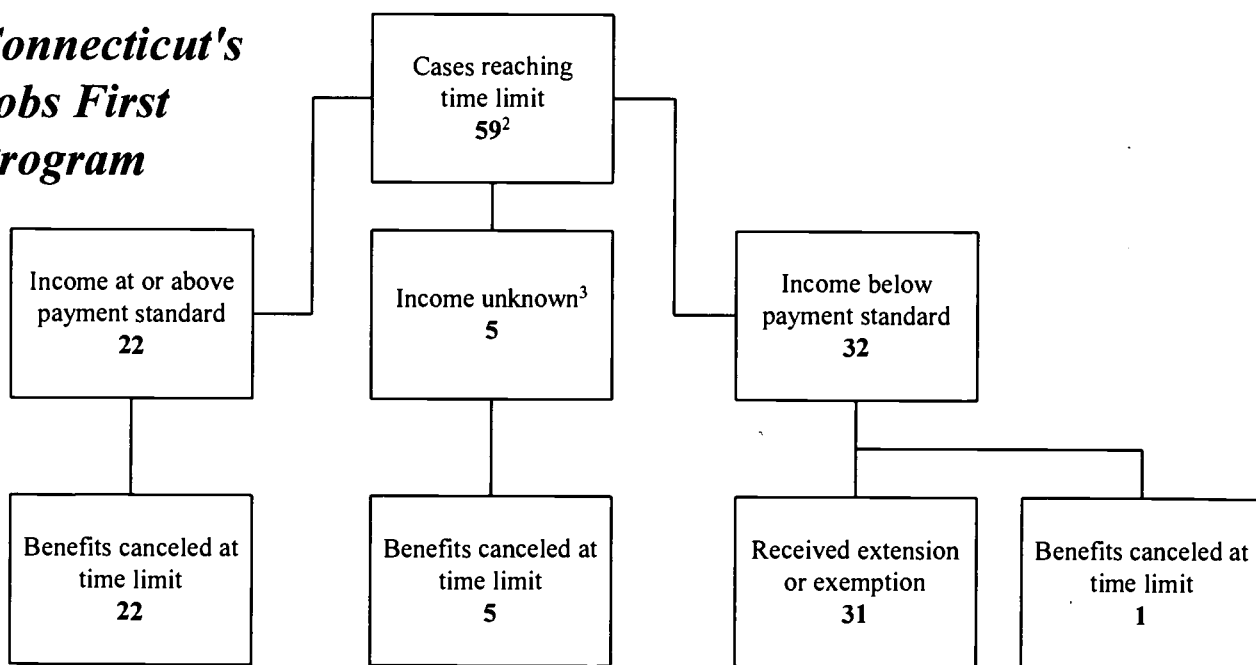 onnecticut's
obs First
rogram
Cases reaching
time limit
59²
Income at or above
payment standard
22
Income unknown³
5
Income below
payment standard
32
Benefits canceled at
time limit
22
Benefits canceled at
time limit
5
Received extension
or exemption
31
Benefits canceled at
time limit
1